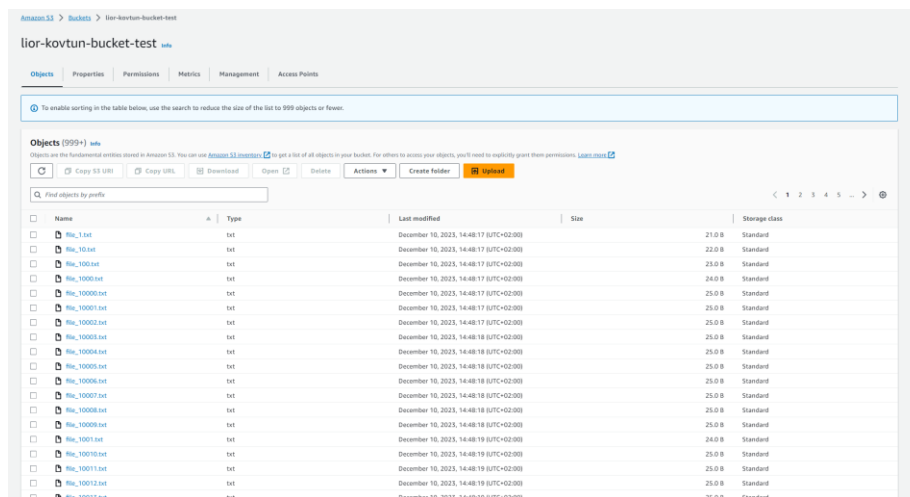 Amazon S3 > Buckets > lior-kovtun-bucket-test
lior-kovtun-bucket-test Info
Objects Properties Permissions Metrics Management Access Points
To enable sorting in the table below, use the search to reduce the size of the list to 999 objects or fewer.
Objects (999+) Info
Objects are the fundamental entities stored in Amazon S3. You can use Amazon S3 inventory to get a list of all objects in your bucket. For others to access your objects, you'll need to explicitly grant them permissions. Learn more
Copy S3 URI Copy URL Download Open Delete Actions Create folder Upload
Find objects by prefix < 1 2 3 4 5 ... >
Name Type Last modified Size Storage class
file_1.txt txt December 10, 2023, 14:48:17 (UTC+02:00) 21.0 B Standard
file_10.txt txt December 10, 2023, 14:48:17 (UTC+02:00) 22.0 B Standard
file_100.txt txt December 10, 2023, 14:48:17 (UTC+02:00) 23.0 B Standard
file_1000.txt txt December 10, 2023, 14:48:17 (UTC+02:00) 24.0 B Standard
file_10000.txt txt December 10, 2023, 14:48:17 (UTC+02:00) 25.0 B Standard
file_10001.txt txt December 10, 2023, 14:48:17 (UTC+02:00) 25.0 B Standard
file_10002.txt txt December 10, 2023, 14:48:17 (UTC+02:00) 25.0 B Standard
file_10003.txt txt December 10, 2023, 14:48:18 (UTC+02:00) 25.0 B Standard
file_10004.txt txt December 10, 2023, 14:48:18 (UTC+02:00) 25.0 B Standard
file_10005.txt txt December 10, 2023, 14:48:18 (UTC+02:00) 25.0 B Standard
file_10006.txt txt December 10, 2023, 14:48:18 (UTC+02:00) 25.0 B Standard
file_10007.txt txt December 10, 2023, 14:48:18 (UTC+02:00) 25.0 B Standard
file_10008.txt txt December 10, 2023, 14:48:18 (UTC+02:00) 25.0 B Standard
file_10009.txt txt December 10, 2023, 14:48:18 (UTC+02:00) 25.0 B Standard
file_1001.txt txt December 10, 2023, 14:48:19 (UTC+02:00) 24.0 B Standard
file_10010.txt txt December 10, 2023, 14:48:19 (UTC+02:00) 25.0 B Standard
file_10011.txt txt December 10, 2023, 14:48:19 (UTC+02:00) 25.0 B Standard
file_10012.txt txt December 10, 2023, 14:48:19 (UTC+02:00) 25.0 B Standard